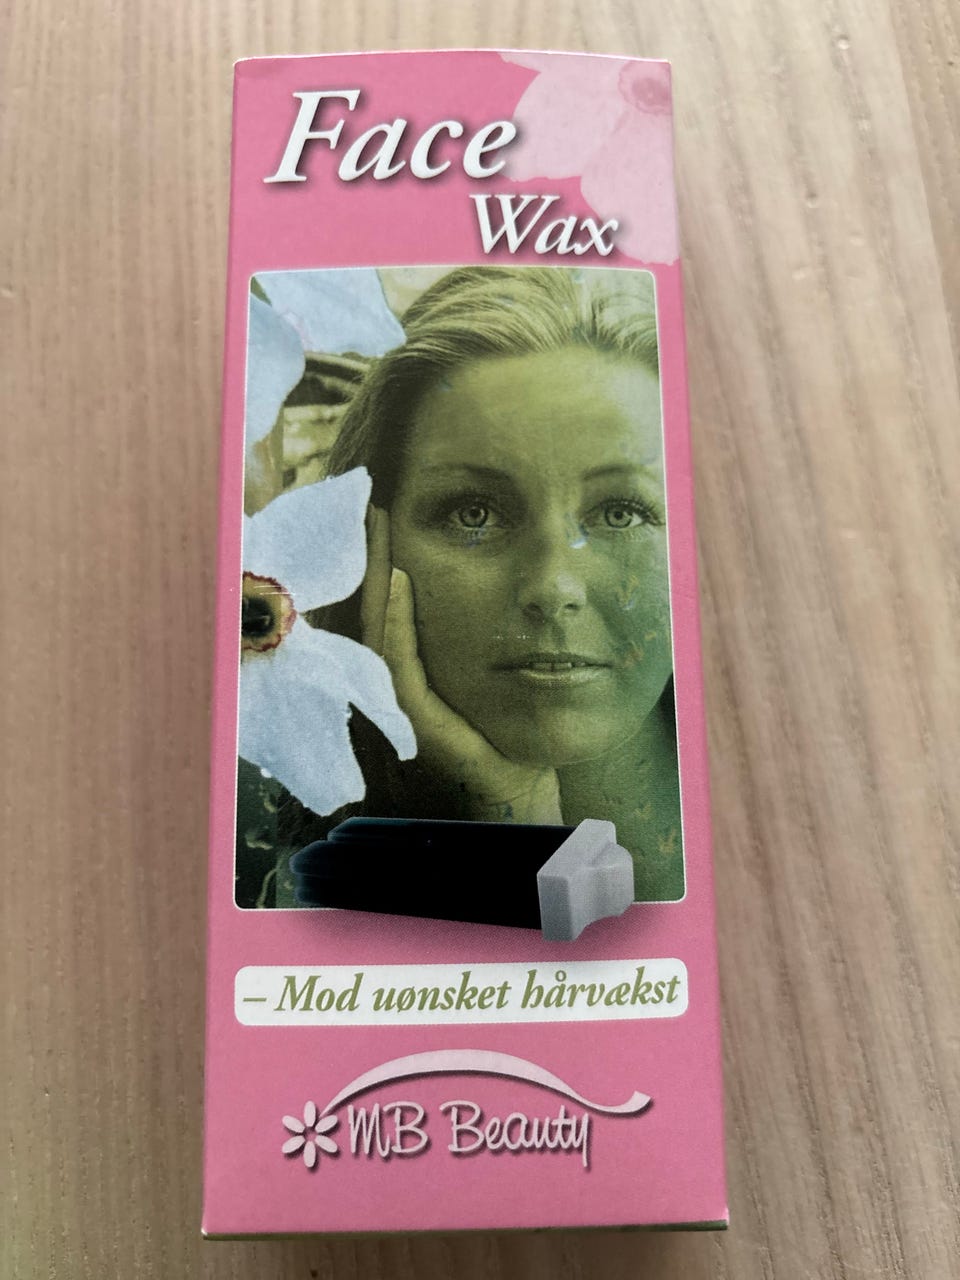 Face
Wax
– Mod uønsket hårvækst
MB Beauty